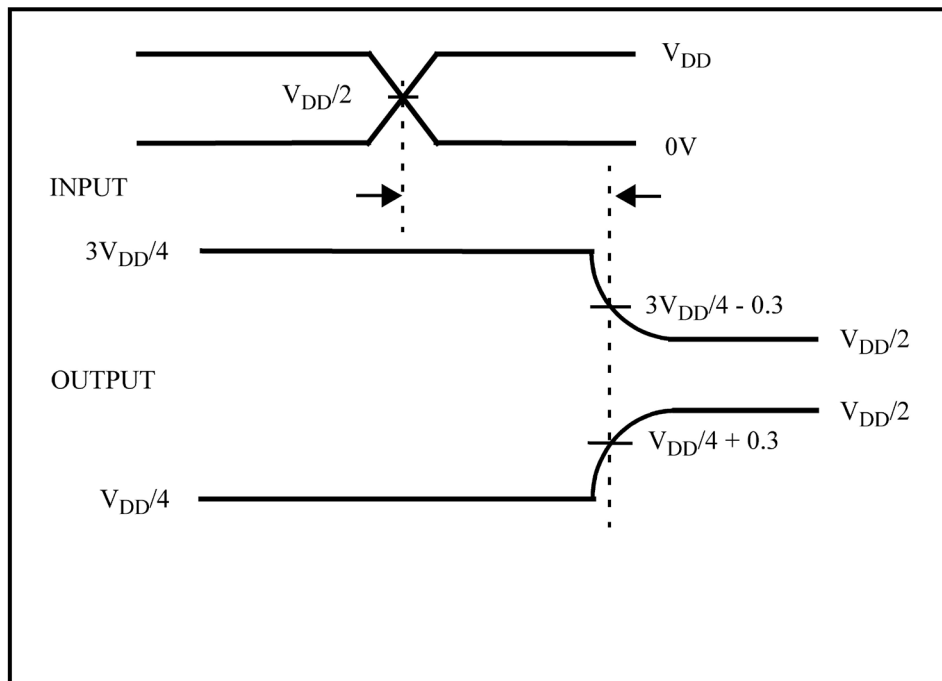 V_DD
V_DD/2
0V
INPUT
3V_DD/4
3V_DD/4 - 0.3
V_DD/2
OUTPUT
V_DD/2
V_DD/4 + 0.3
V_DD/4